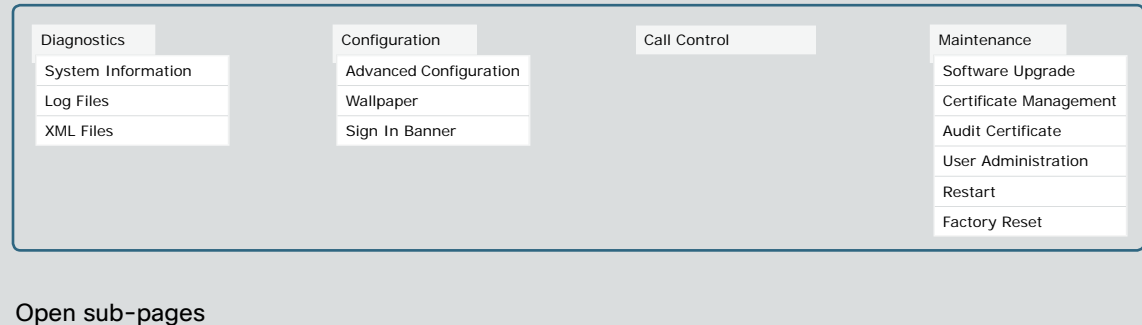 Diagnostics
System Information
Log Files
XML Files
Configuration
Advanced Configuration
Wallpaper
Sign In Banner
Call Control
Maintenance
Software Upgrade
Certificate Management
Audit Certificate
User Administration
Restart
Factory Reset
Open sub-pages